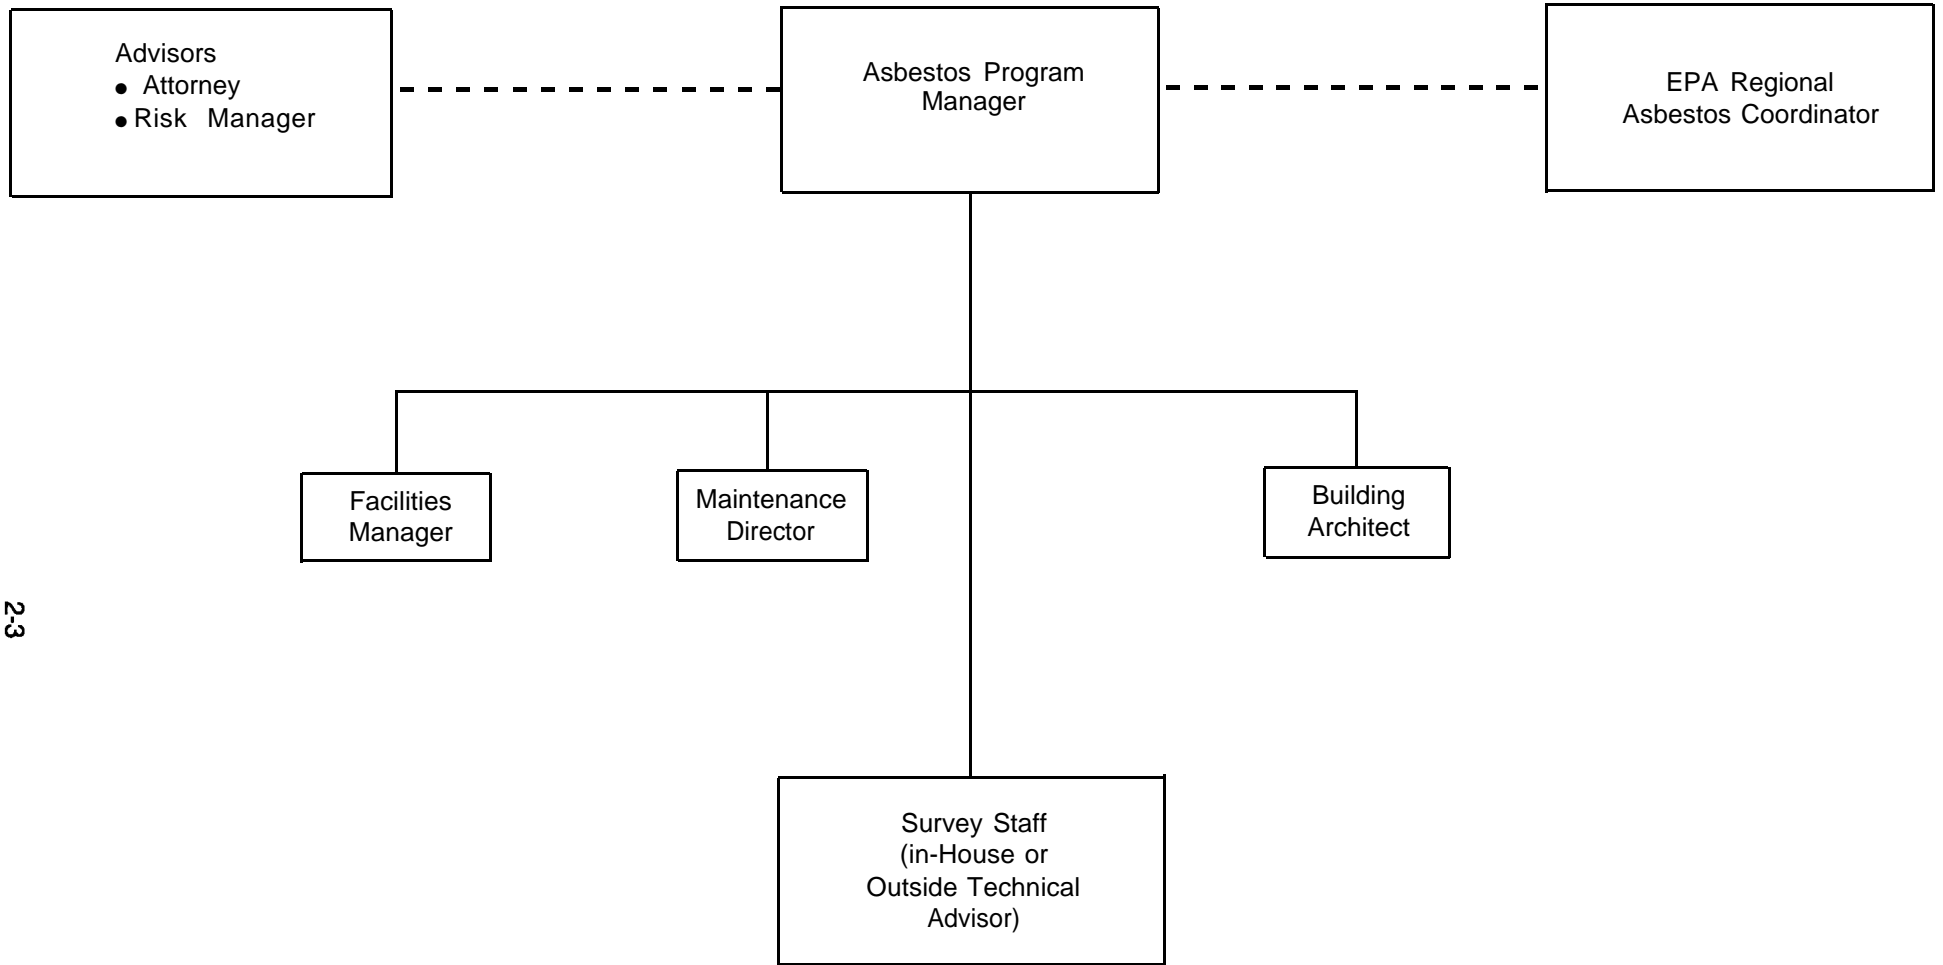 Advisors
● Attorney
● Risk Manager
Asbestos Program
Manager
EPA Regional
Asbestos Coordinator
Facilities
Manager
Maintenance
Director
Building
Architect
Survey Staff
(in-House or
Outside Technical
Advisor)
2-3